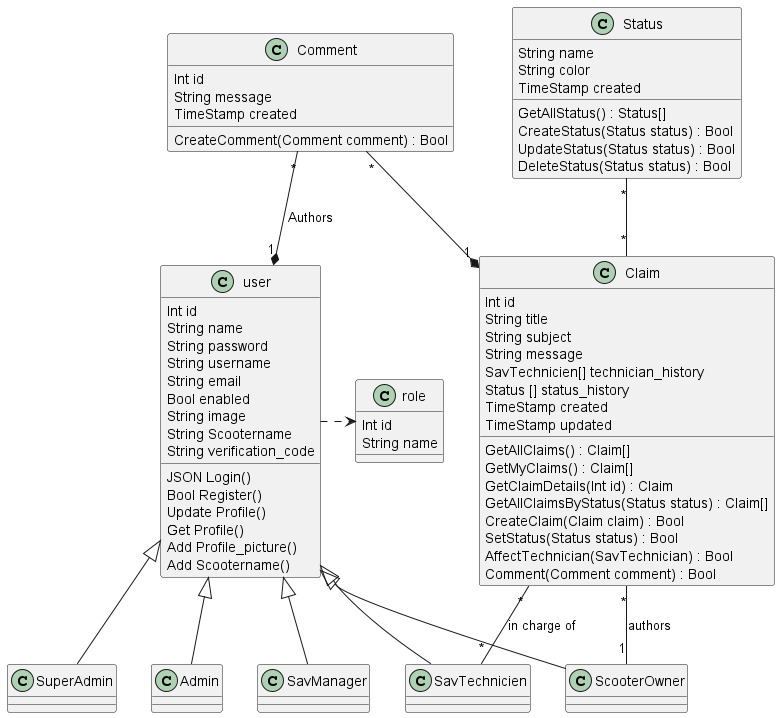 C Comment
Int id
String message
TimeStamp created
CreateComment(Comment comment) : Bool
C Status
String name
String color
TimeStamp created
GetAllStatus() : Status[]
CreateStatus(Status status) : Bool
UpdateStatus(Status status) : Bool
DeleteStatus(Status status) : Bool
*
*
*
Authors
*
1
1
C user
Int id
String name
String password
String username
String email
Bool enabled
String image
String Scootername
String verification_code
JSON Login()
Bool Register()
Update Profile()
Get Profile()
Add Profile_picture()
Add Scootername()
C role
Int id
String name
C Claim
Int id
String title
String subject
String message
SavTechnicien[] technician_history
Status [] status_history
TimeStamp created
TimeStamp updated
GetAllClaims() : Claim[]
GetMyClaims() : Claim[]
GetClaimDetails(Int id) : Claim
GetAllClaimsByStatus(Status status) : Claim[]
CreateClaim(Claim claim) : Bool
SetStatus(Status status) : Bool
AffectTechnician(SavTechnicien) : Bool
Comment(Comment comment) : Bool
*
*
in charge of
authors
*
1
C SuperAdmin
C Admin
C SavManager
C SavTechnicien
C ScooterOwner